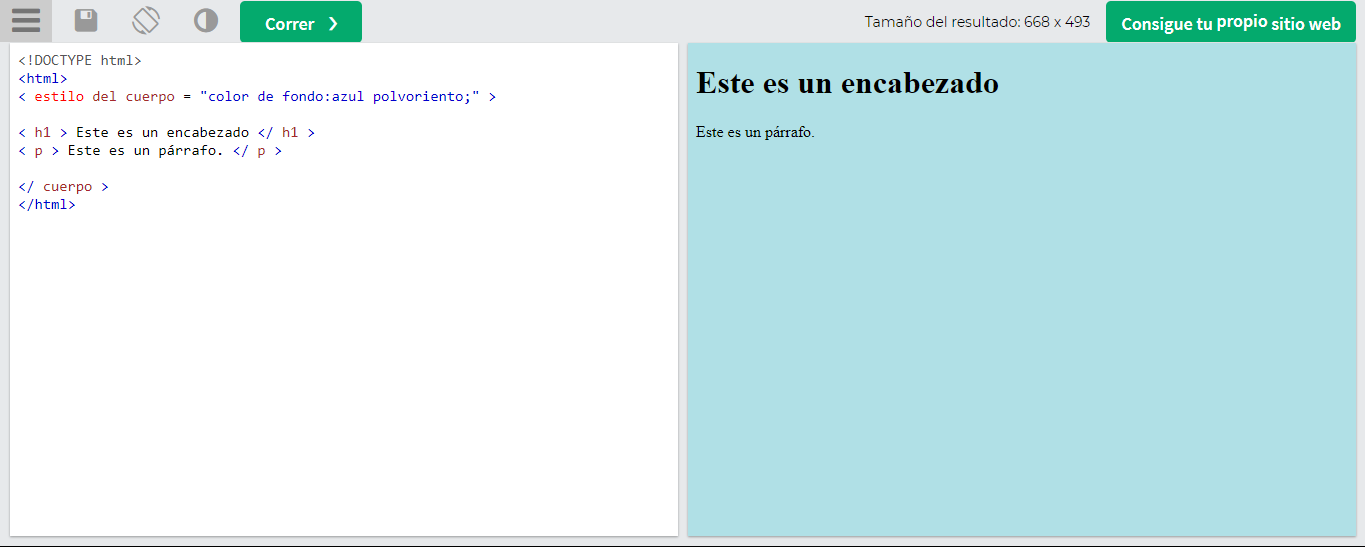 Correr ❯
Tamaño del resultado: 668 x 493
Consigue tu propio sitio web
<!DOCTYPE html>
<html>
< estilo del cuerpo = "color de fondo:azul polvoriento;" >
< h1 > Este es un encabezado </ h1 >
< p > Este es un párrafo. </ p >
</ cuerpo >
</html>
Este es un encabezado
Este es un párrafo.